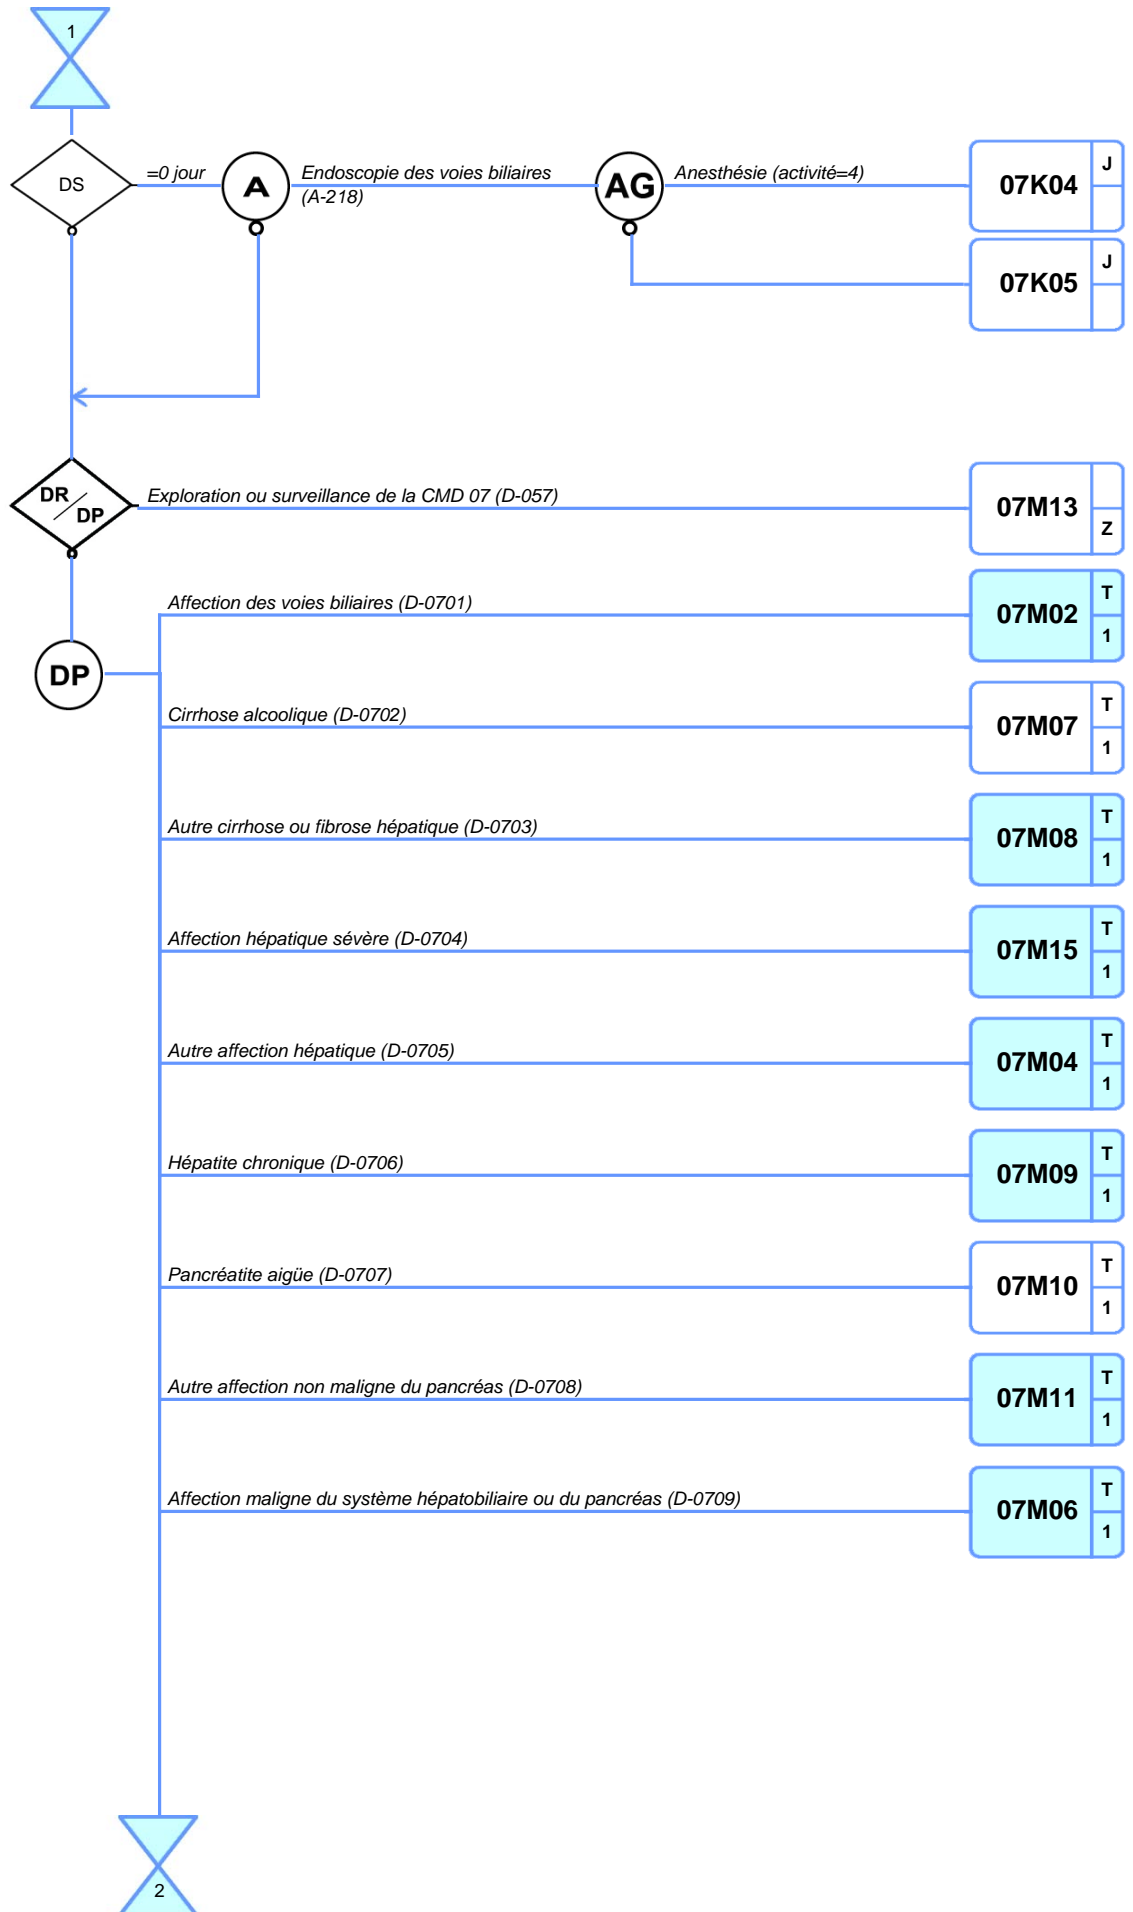 1
DS
=0 jour
A
Endoscopie des voies biliaires
(A-218)
AG
Anesthésie (activité=4)
07K04
J
07K05
J
DR
DP
Exploration ou surveillance de la CMD 07 (D-057)
07M13
Z
DP
Affection des voies biliaires (D-0701)
07M02
T
1
Cirrhose alcoolique (D-0702)
07M07
T
1
Autre cirrhose ou fibrose hépatique (D-0703)
07M08
T
1
Affection hépatique sévère (D-0704)
07M15
T
1
Autre affection hépatique (D-0705)
07M04
T
1
Hépatite chronique (D-0706)
07M09
T
1
Pancréatite aigüe (D-0707)
07M10
T
1
Autre affection non maligne du pancréas (D-0708)
07M11
T
1
Affection maligne du système hépatobiliaire ou du pancréas (D-0709)
07M06
T
1
2